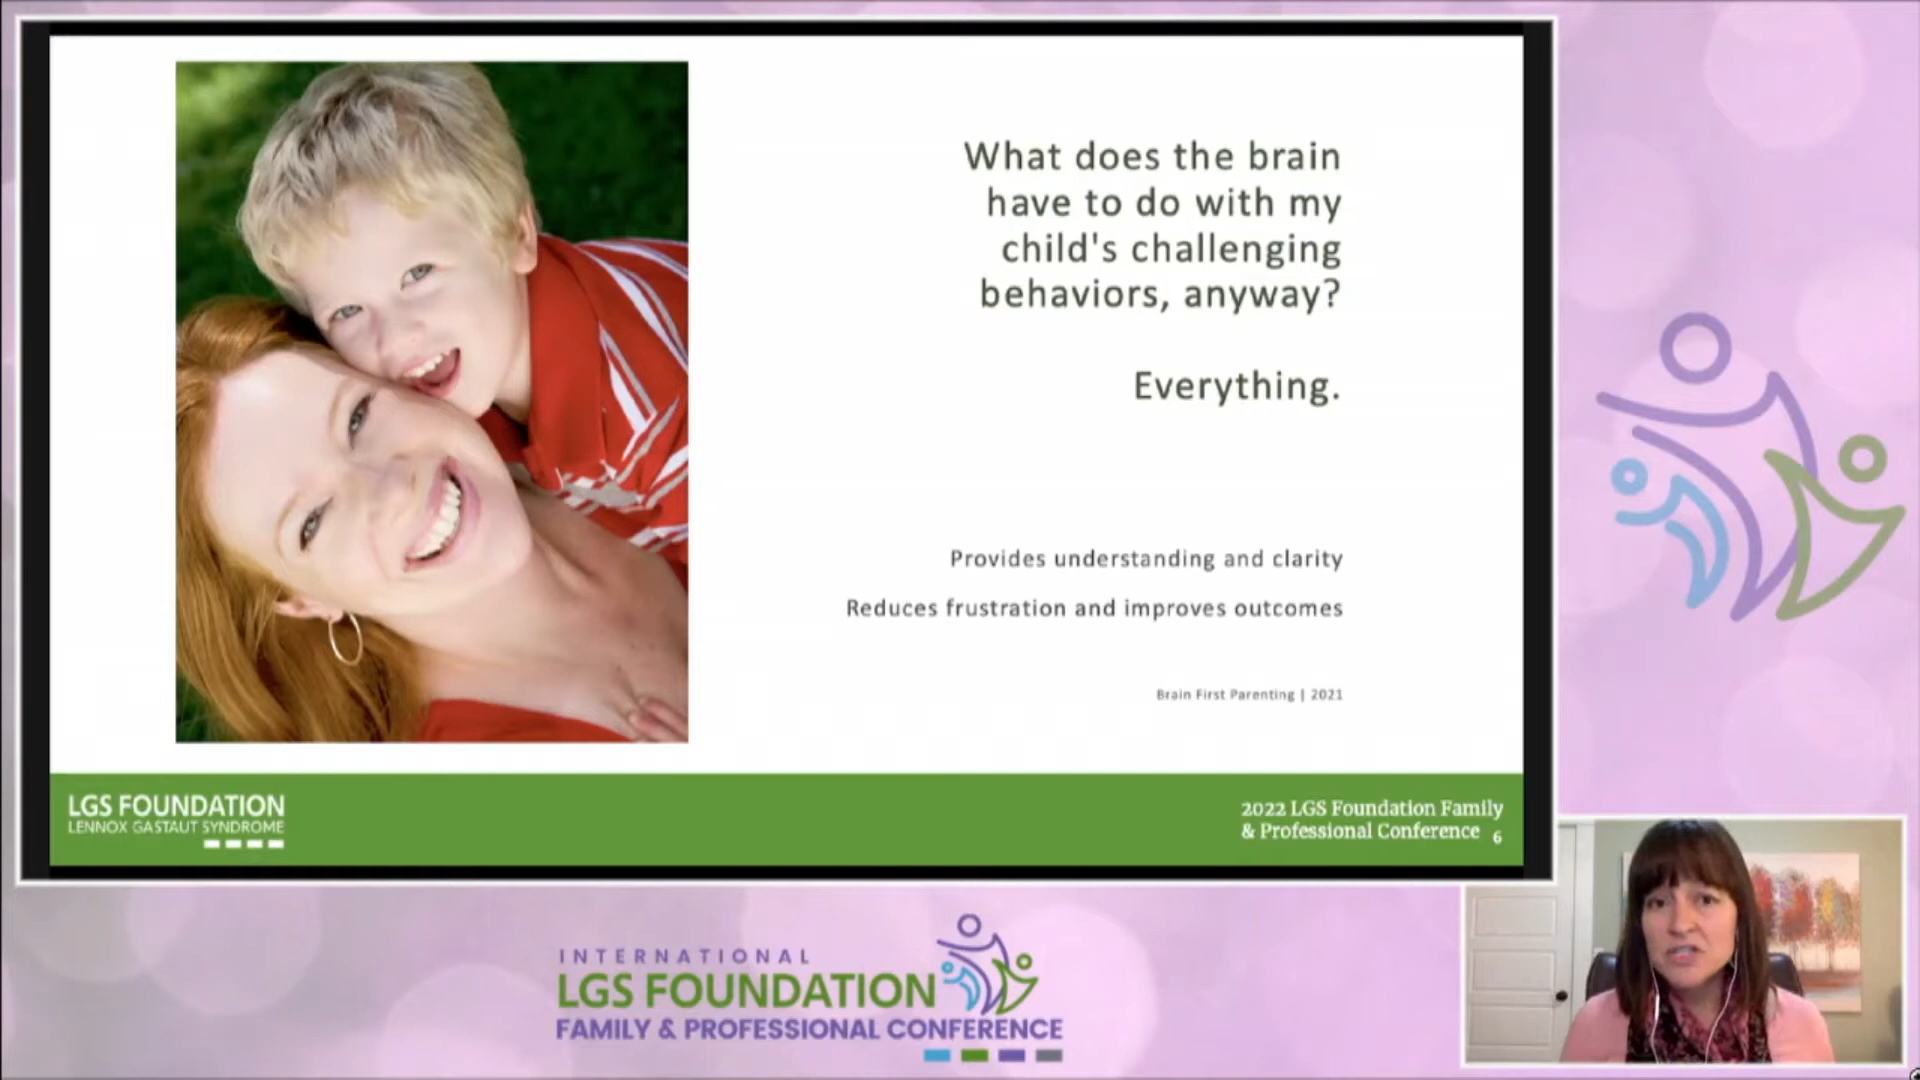 What does the brain
have to do with my
child's challenging
behaviors, anyway?
Everything.
Provides understanding and clarity
Reduces frustration and improves outcomes
Brain First Parenting | 2021
LGS FOUNDATION
LENNOX GASTAUT SYNDROME
2022 LGS Foundation Family
& Professional Conference 6
INTERNATIONAL
LGS FOUNDATION
FAMILY & PROFESSIONAL CONFERENCE